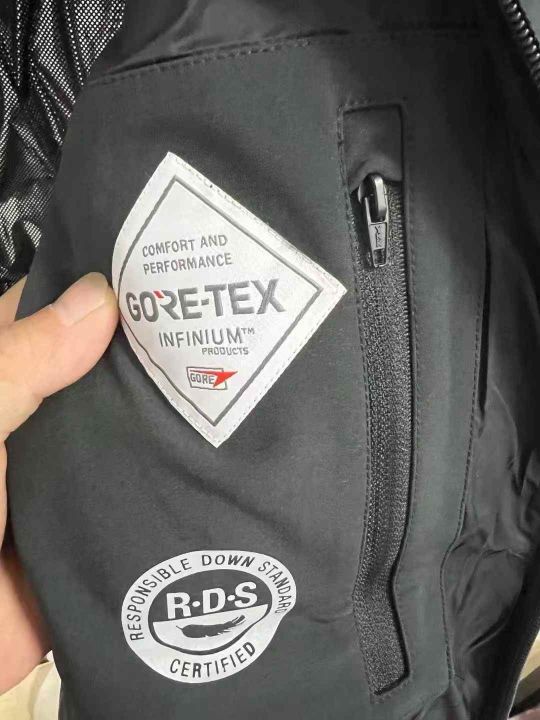 COMFORT AND
PERFORMANCE
GORE-TEX
INFINIUM™
PRODUCTS
GORE
RESPONSIBLE DOWN STANDARD
R·D·S
CERTIFIED